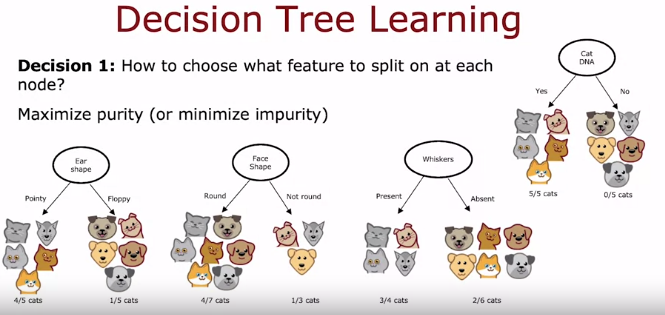 Decision Tree Learning
Decision 1: How to choose what feature to split on at each
node?
Maximize purity (or minimize impurity)
Cat
DNA
Yes
No
5/5 cats
0/5 cats
Ear
shape
Pointy
Floppy
4/5 cats
1/5 cats
Face
Shape
Round
Not round
4/7 cats
1/3 cats
Whiskers
Present
Absent
3/4 cats
2/6 cats